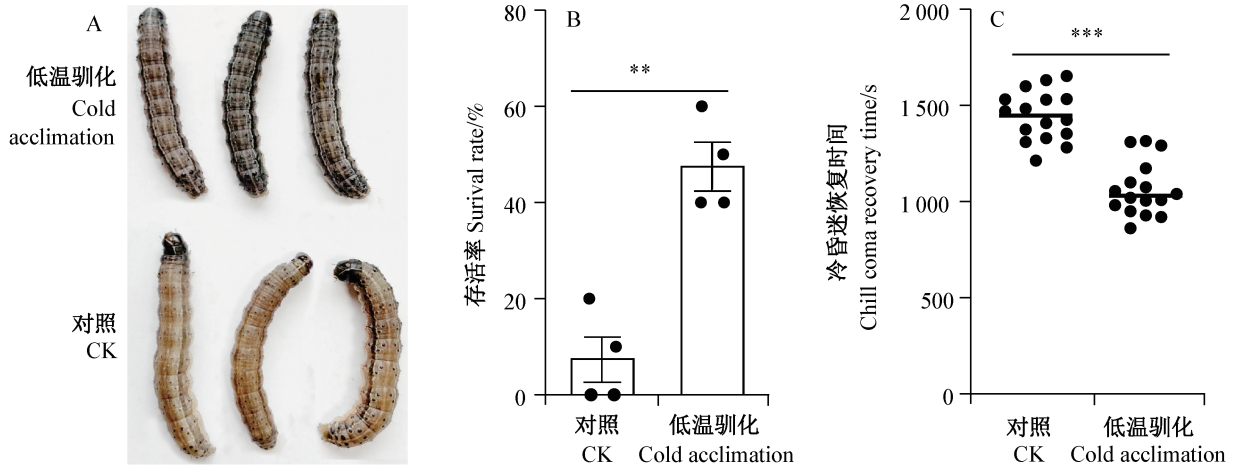 A
低温驯化
Cold
acclimation
对照
CK
B
存活率 Surival rate/%
80
60
40
20
0
**
对照
CK
低温驯化
Cold acclimation
C
冷昏迷恢复时间
Chill coma recovery time/s
2 000
1 500
1 000
500
0
***
对照
CK
低温驯化
Cold acclimation